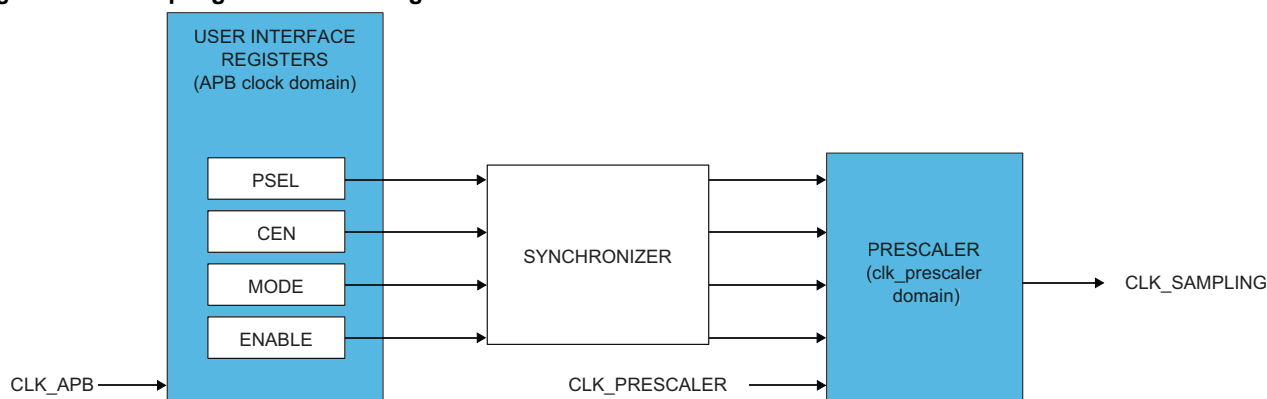 USER INTERFACE
REGISTERS
(APB clock domain)
PSEL
CEN
MODE
ENABLE
SYNCHRONIZER
PRESCALER
(clk_prescaler
domain)
CLK_SAMPLING
CLK_APB
CLK_PRESCALER